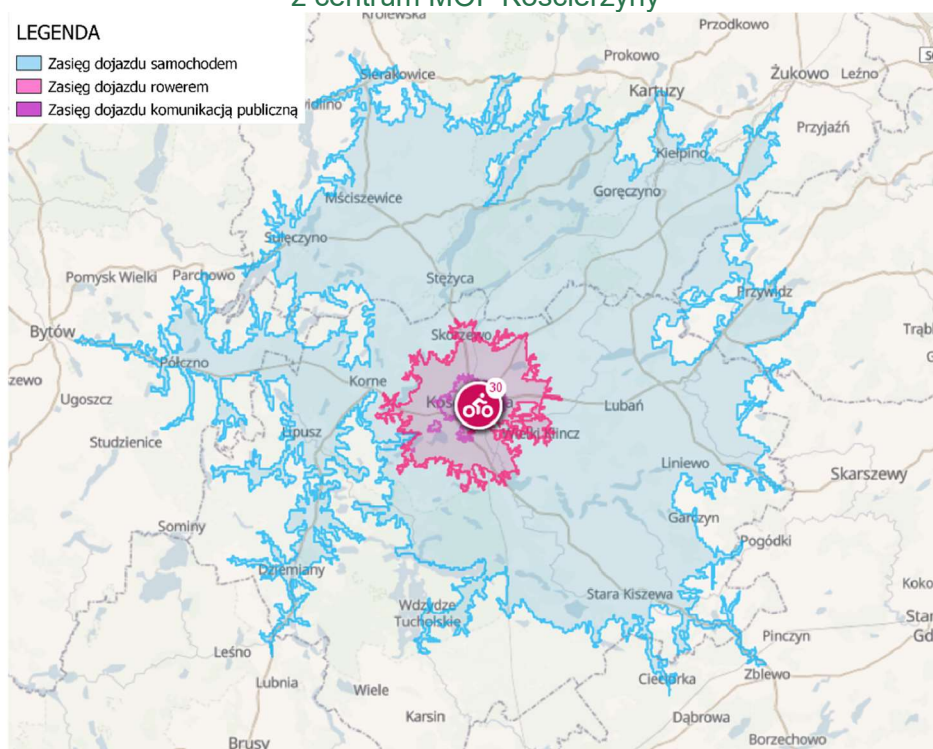 Z centrum MOF Kościerzyny
LEGENDA
Zasięg dojazdu samochodem
Zasięg dojazdu rowerem
Zasięg dojazdu komunikacją publiczną
Przodkowo
Sierakowice
Prokowo
Żukowo
Leźno
Kartuzy
Przyjaźń
Kiełpino
Goręczyno
Mściszewice
Sulęczyno
Pomysk Wielki
Parchowo
Stężyca
Przywidz
Bytów
Skorzewo
Półczno
Korne
30
Ugoszcz
Lubań
Studzienice
Lipusz
Wielki Klincz
Liniewo
Skarszewy
Garczyn
Sominy
Pogódki
Dziemiany
Stara Kiszewa
Wdzydze
Tucholskie
Pinczyn
Leśno
Cieciorka
Zblewo
Lubnia
Wiele
Karsin
Dąbrowa
Brusy
Borzechowo